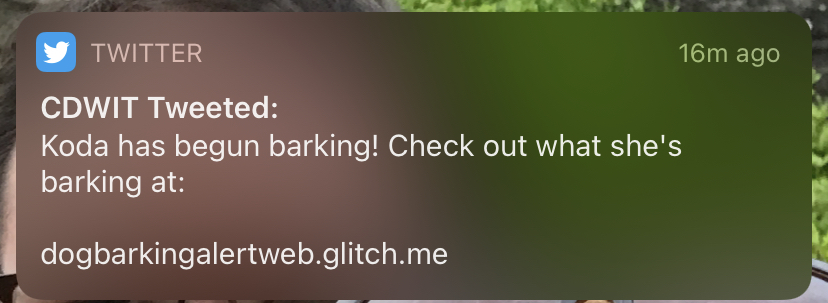 TWITTER
16m ago
CDWIT Tweeted:
Koda has begun barking! Check out what she's
barking at:
dogbarkingalertweb.glitch.me